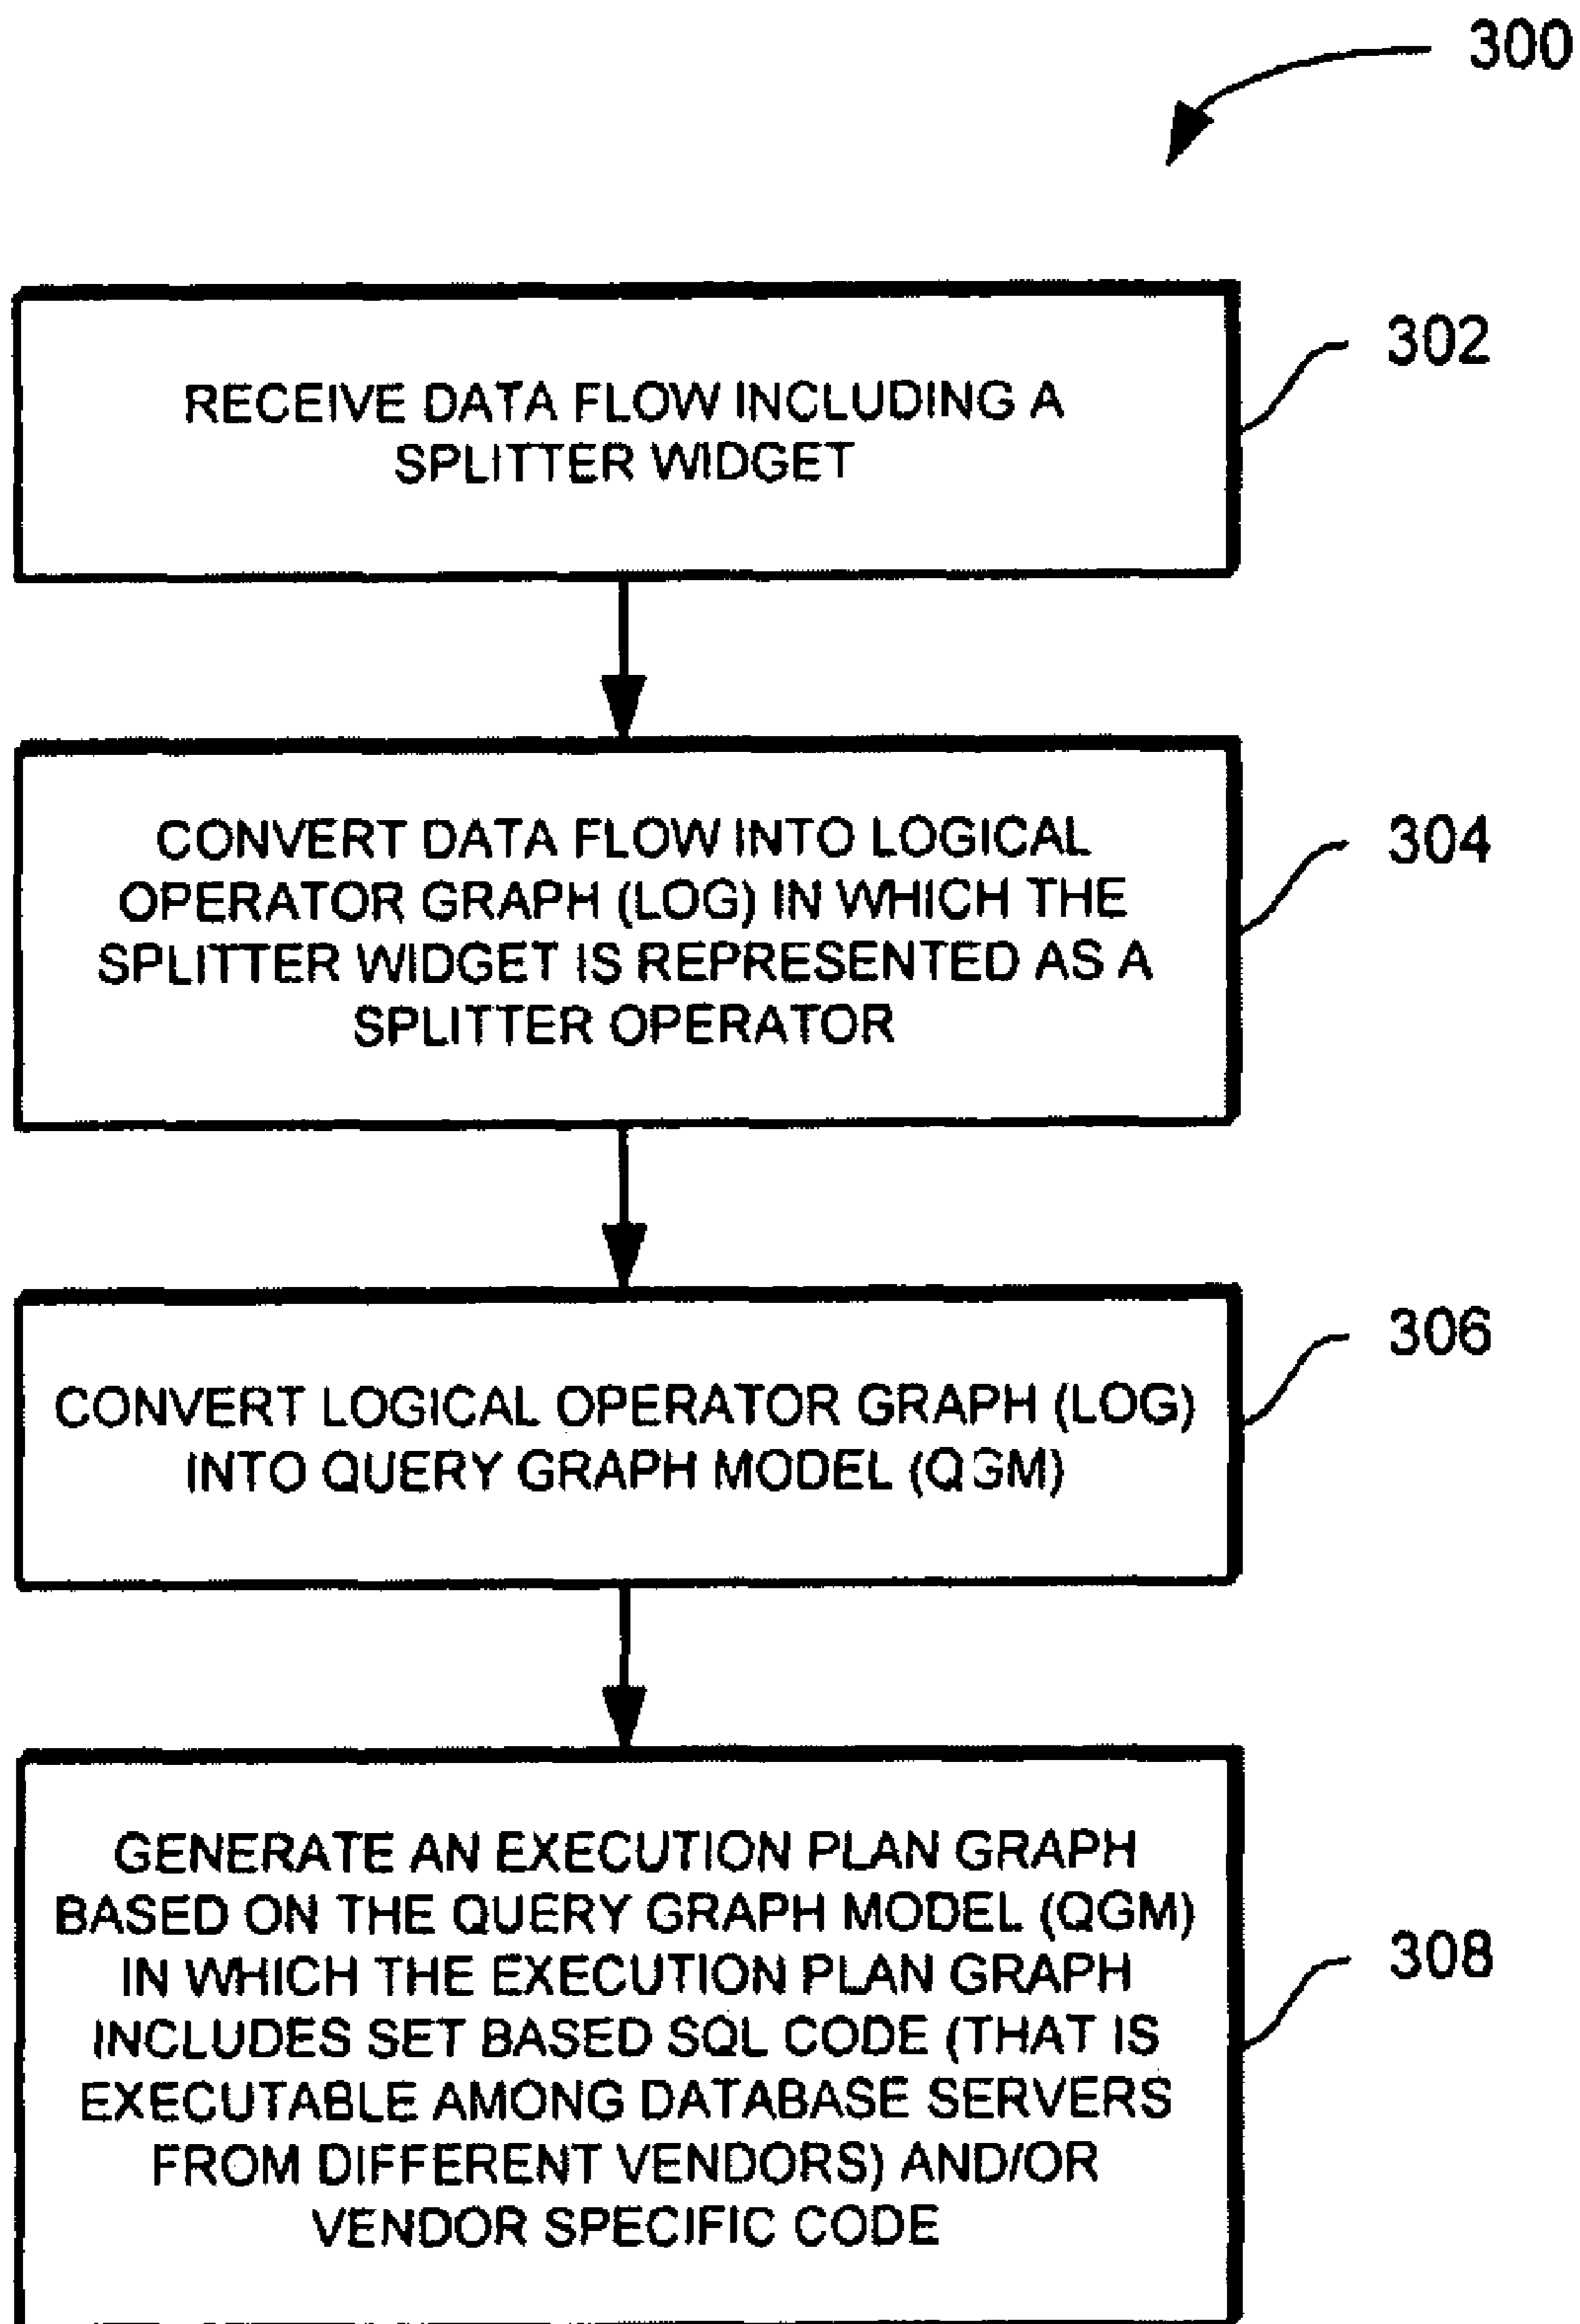 300
RECEIVE DATA FLOW INCLUDING A
SPLITTER WIDGET
302
CONVERT DATA FLOW INTO LOGICAL
OPERATOR GRAPH (LOG) IN WHICH THE
SPLITTER WIDGET IS REPRESENTED AS A
SPLITTER OPERATOR
304
CONVERT LOGICAL OPERATOR GRAPH (LOG)
INTO QUERY GRAPH MODEL (QGM)
306
GENERATE AN EXECUTION PLAN GRAPH
BASED ON THE QUERY GRAPH MODEL (QGM)
IN WHICH THE EXECUTION PLAN GRAPH
INCLUDES SET BASED SQL CODE (THAT IS
EXECUTABLE AMONG DATABASE SERVERS
FROM DIFFERENT VENDORS) AND/OR
VENDOR SPECIFIC CODE
308